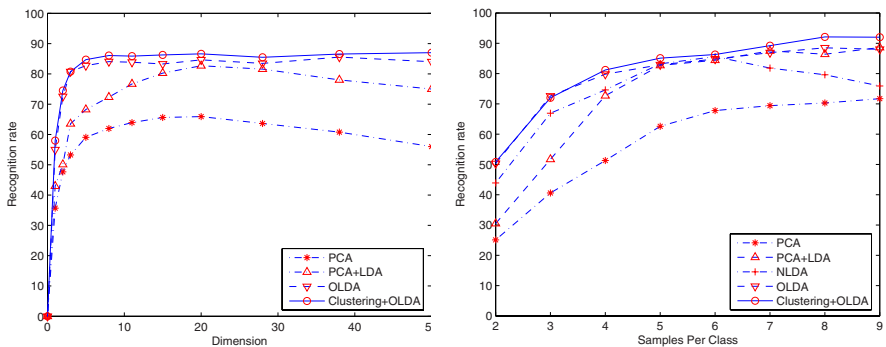 100
90
80
70
60
50
40
30
20
10
0
Recognition rate
0
10
20
30
40
5
Dimension
PCA
PCA+LDA
OLDA
Clustering+OLDA
100
90
80
70
60
50
40
30
20
10
0
Recognition rate
2
3
4
5
6
7
8
9
Samples Per Class
PCA
PCA+LDA
NLDA
OLDA
Clustering+OLDA